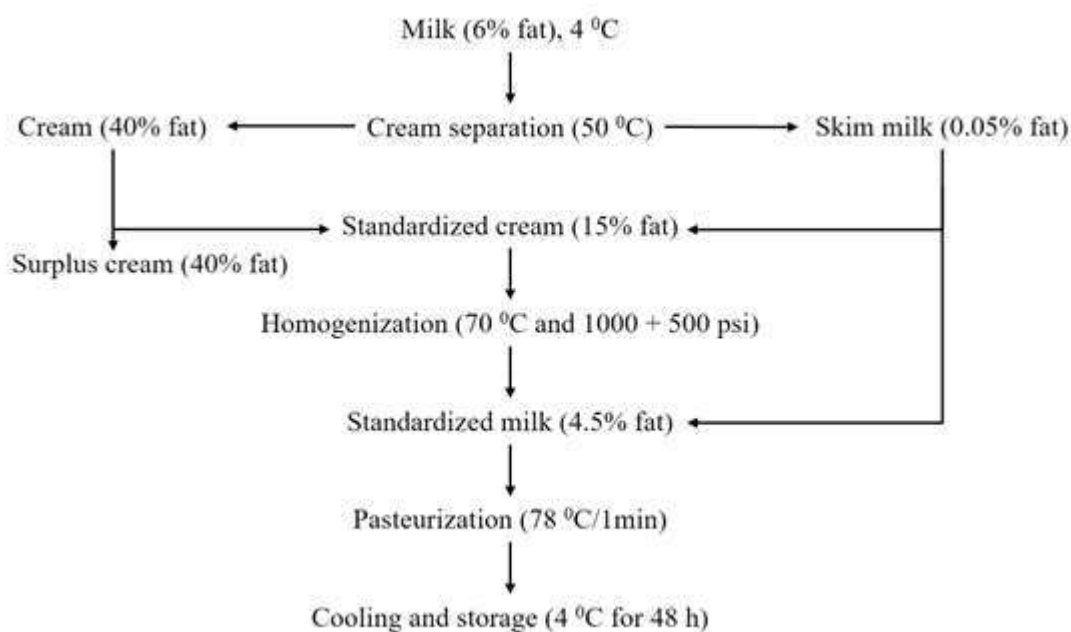 Milk (6% fat), 4 ⁰C
Cream (40% fat)
Cream separation (50 ⁰C)
Skim milk (0.05% fat)
Standardized cream (15% fat)
Surplus cream (40% fat)
Homogenization (70 ⁰C and 1000 + 500 psi)
Standardized milk (4.5% fat)
Pasteurization (78 ⁰C/1min)
Cooling and storage (4 ⁰C for 48 h)